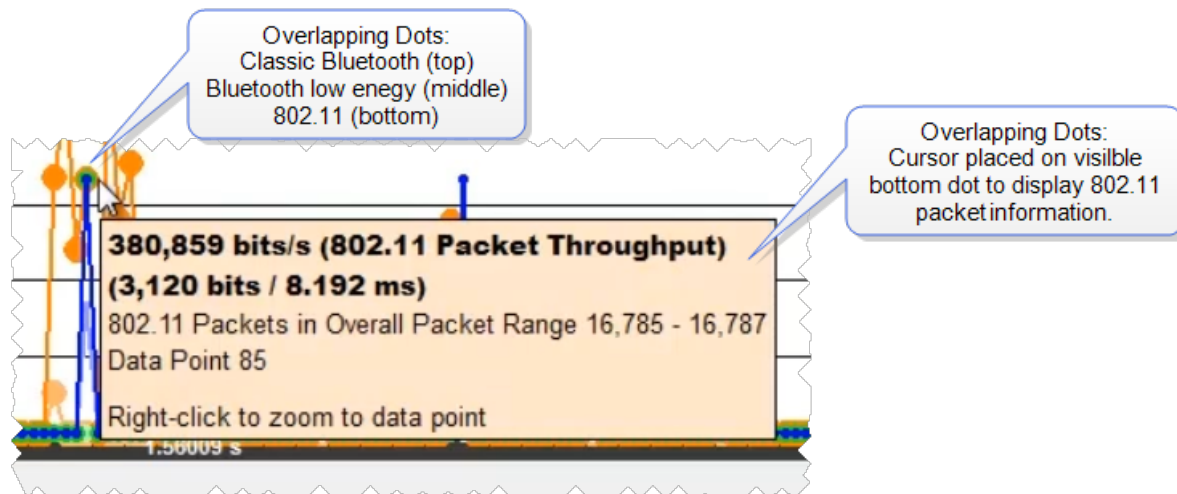 Overlapping Dots:
Classic Bluetooth (top)
Bluetooth low enegy (middle)
802.11 (bottom)
Overlapping Dots:
Cursor placed on visilble
bottom dot to display 802.11
packet information.
380,859 bits/s (802.11 Packet Throughput)
(3,120 bits / 8.192 ms)
802.11 Packets in Overall Packet Range 16,785 - 16,787
Data Point 85
Right-click to zoom to data point
1.56009 s